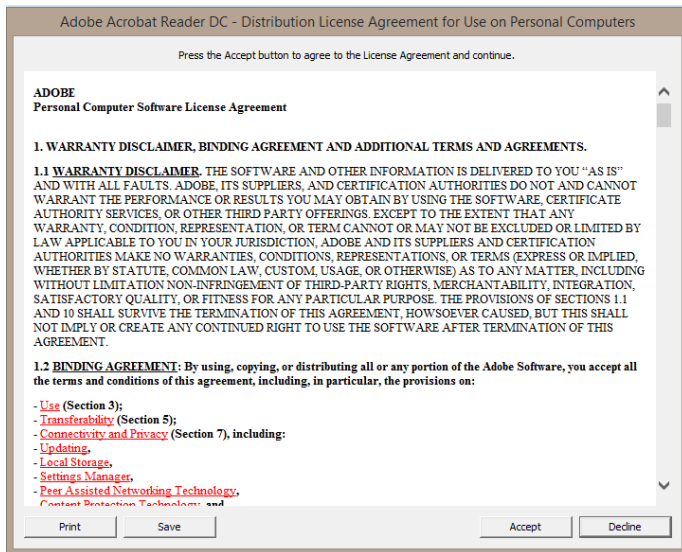 Adobe Acrobat Reader DC - Distribution License Agreement for Use on Personal Computers
Press the Accept button to agree to the License Agreement and continue.
ADOBE
Personal Computer Software License Agreement
1. WARRANTY DISCLAIMER, BINDING AGREEMENT AND ADDITIONAL TERMS AND AGREEMENTS.
1.1 WARRANTY DISCLAIMER. THE SOFTWARE AND OTHER INFORMATION IS DELIVERED TO YOU “AS IS”
AND WITH ALL FAULTS. ADOBE, ITS SUPPLIERS, AND CERTIFICATION AUTHORITIES DO NOT AND CANNOT
WARRANT THE PERFORMANCE OR RESULTS YOU MAY OBTAIN BY USING THE SOFTWARE, CERTIFICATE
AUTHORITY SERVICES, OR OTHER THIRD PARTY OFFERINGS. EXCEPT TO THE EXTENT THAT ANY
WARRANTY, CONDITION, REPRESENTATION, OR TERM CANNOT OR MAY NOT BE EXCLUDED OR LIMITED BY
LAW APPLICABLE TO YOU IN YOUR JURISDICTION, ADOBE AND ITS SUPPLIERS AND CERTIFICATION
AUTHORITIES MAKE NO WARRANTIES, CONDITIONS, REPRESENTATIONS, OR TERMS (EXPRESS OR IMPLIED,
WHETHER BY STATUTE, COMMON LAW, CUSTOM, USAGE, OR OTHERWISE) AS TO ANY MATTER, INCLUDING
WITHOUT LIMITATION NON-INFRINGEMENT OF THIRD-PARTY RIGHTS, MERCHANTABILITY, INTEGRATION,
SATISFACTORY QUALITY, OR FITNESS FOR ANY PARTICULAR PURPOSE. THE PROVISIONS OF SECTIONS 1.1
AND 10 SHALL SURVIVE THE TERMINATION OF THIS AGREEMENT, HOWSOEVER CAUSED, BUT THIS SHALL
NOT IMPLY OR CREATE ANY CONTINUED RIGHT TO USE THE SOFTWARE AFTER TERMINATION OF THIS
AGREEMENT.
1.2 BINDING AGREEMENT: By using, copying, or distributing all or any portion of the Adobe Software, you accept all
the terms and conditions of this agreement, including, in particular, the provisions on:
- Use (Section 3);
- Transferability (Section 5);
- Connectivity and Privacy (Section 7), including:
- Updating,
- Local Storage,
- Settings Manager,
- Peer Assisted Networking Technology,
- Content Protection Technology, and
Print Save Accept Decline